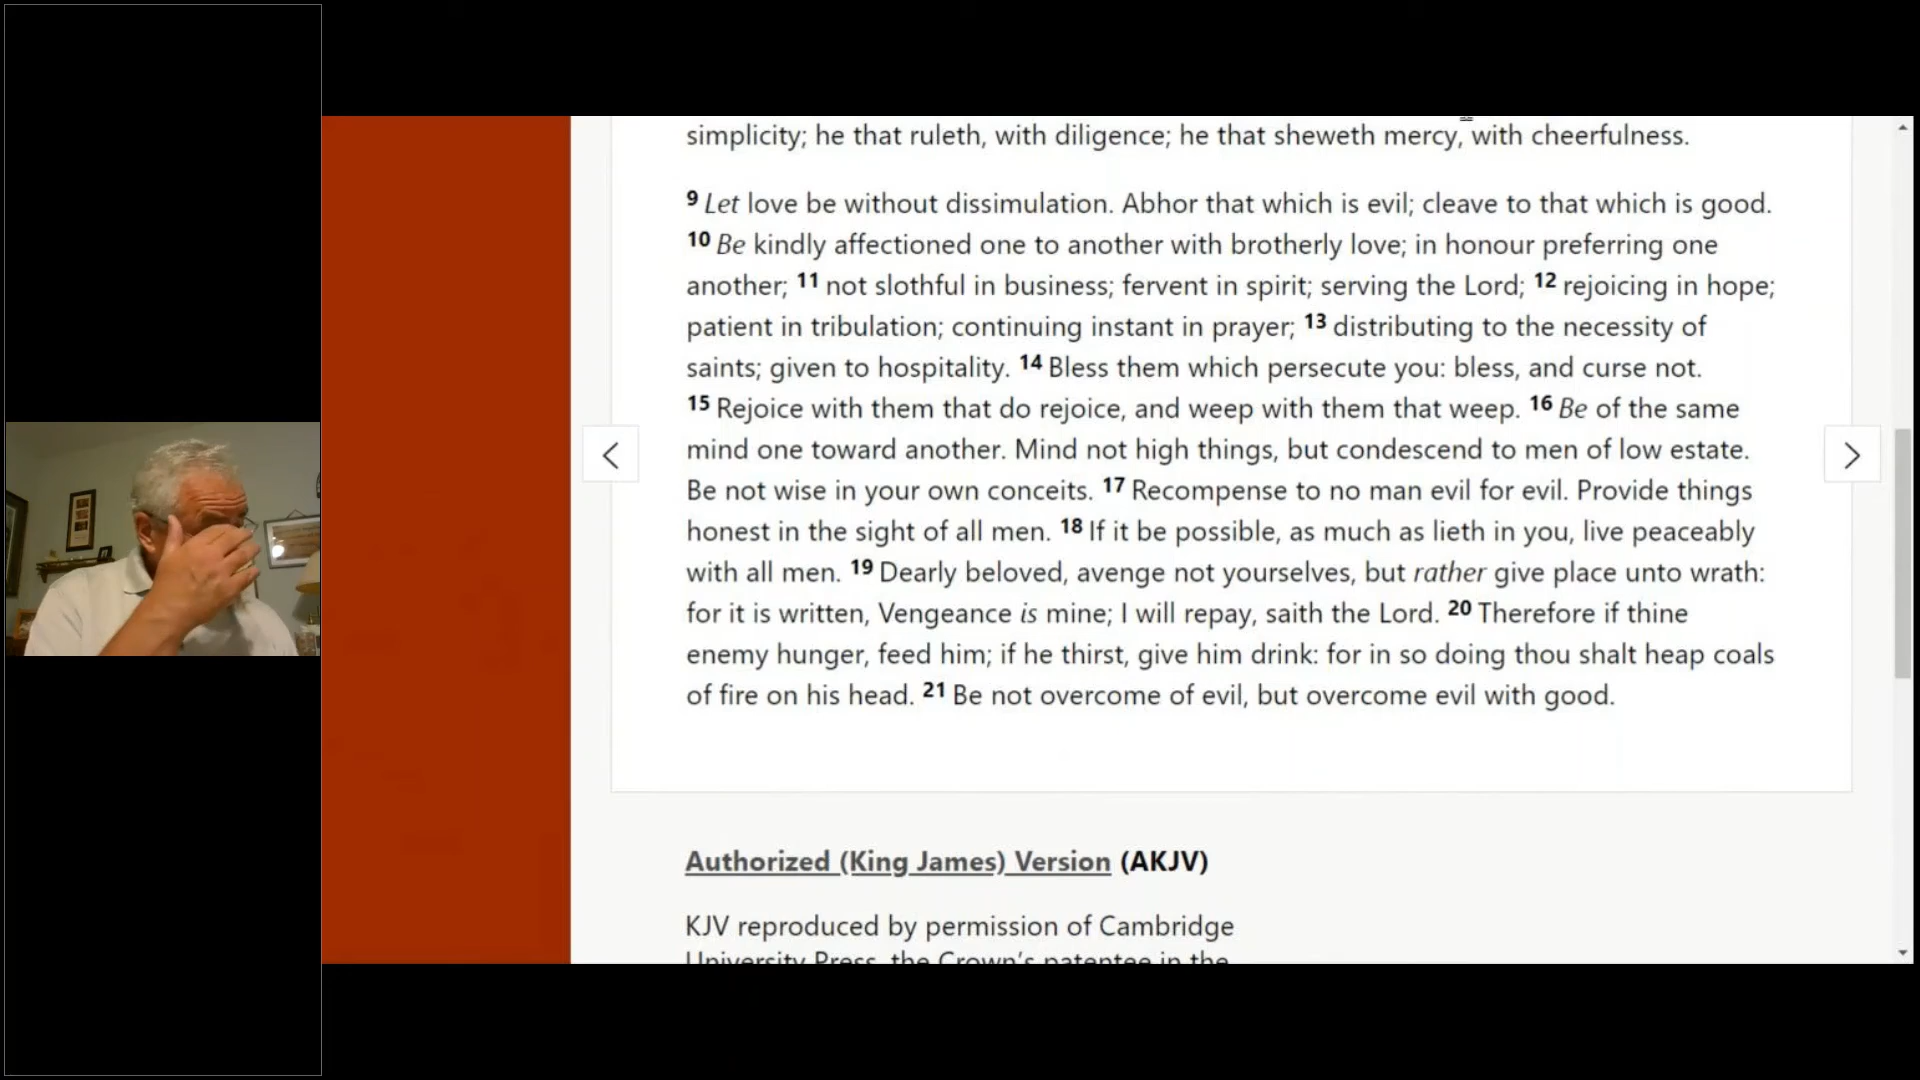 simplicity; he that ruleth, with diligence; he that sheweth mercy, with cheerfulness.
9 Let love be without dissimulation. Abhor that which is evil; cleave to that which is good.
10 Be kindly affectioned one to another with brotherly love; in honour preferring one
another; 11 not slothful in business; fervent in spirit; serving the Lord; 12 rejoicing in hope;
patient in tribulation; continuing instant in prayer; 13 distributing to the necessity of
saints; given to hospitality. 14 Bless them which persecute you: bless, and curse not.
15 Rejoice with them that do rejoice, and weep with them that weep. 16 Be of the same
mind one toward another. Mind not high things, but condescend to men of low estate.
Be not wise in your own conceits. 17 Recompense to no man evil for evil. Provide things
honest in the sight of all men. 18 If it be possible, as much as lieth in you, live peaceably
with all men. 19 Dearly beloved, avenge not yourselves, but rather give place unto wrath:
for it is written, Vengeance is mine; I will repay, saith the Lord. 20 Therefore if thine
enemy hunger, feed him; if he thirst, give him drink: for in so doing thou shalt heap coals
of fire on his head. 21 Be not overcome of evil, but overcome evil with good.
Authorized (King James) Version (AKJV)
KJV reproduced by permission of Cambridge
University Press, the Crown's patentee in the